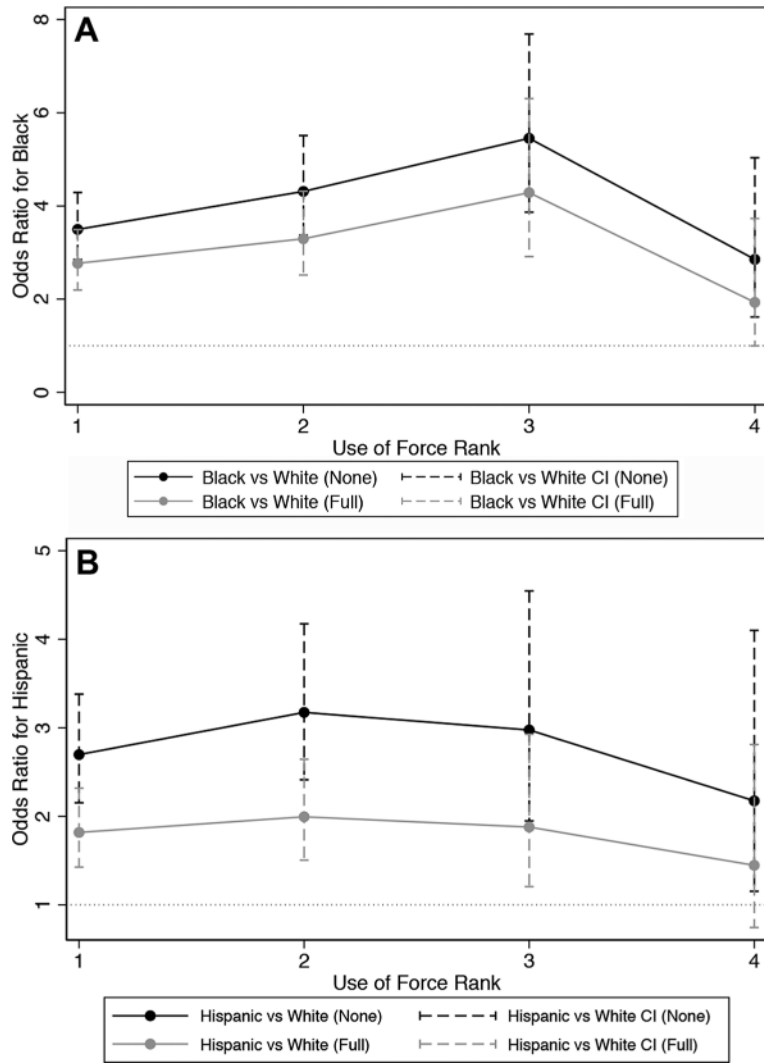 A
8
6
4
2
0
Odds Ratio for Black
1 2 3 4
Use of Force Rank
Black vs White (None) Black vs White CI (None)
Black vs White (Full) Black vs White CI (Full)
B
5
4
3
2
1
Odds Ratio for Hispanic
1 2 3 4
Use of Force Rank
Hispanic vs White (None) Hispanic vs White CI (None)
Hispanic vs White (Full) Hispanic vs White CI (Full)